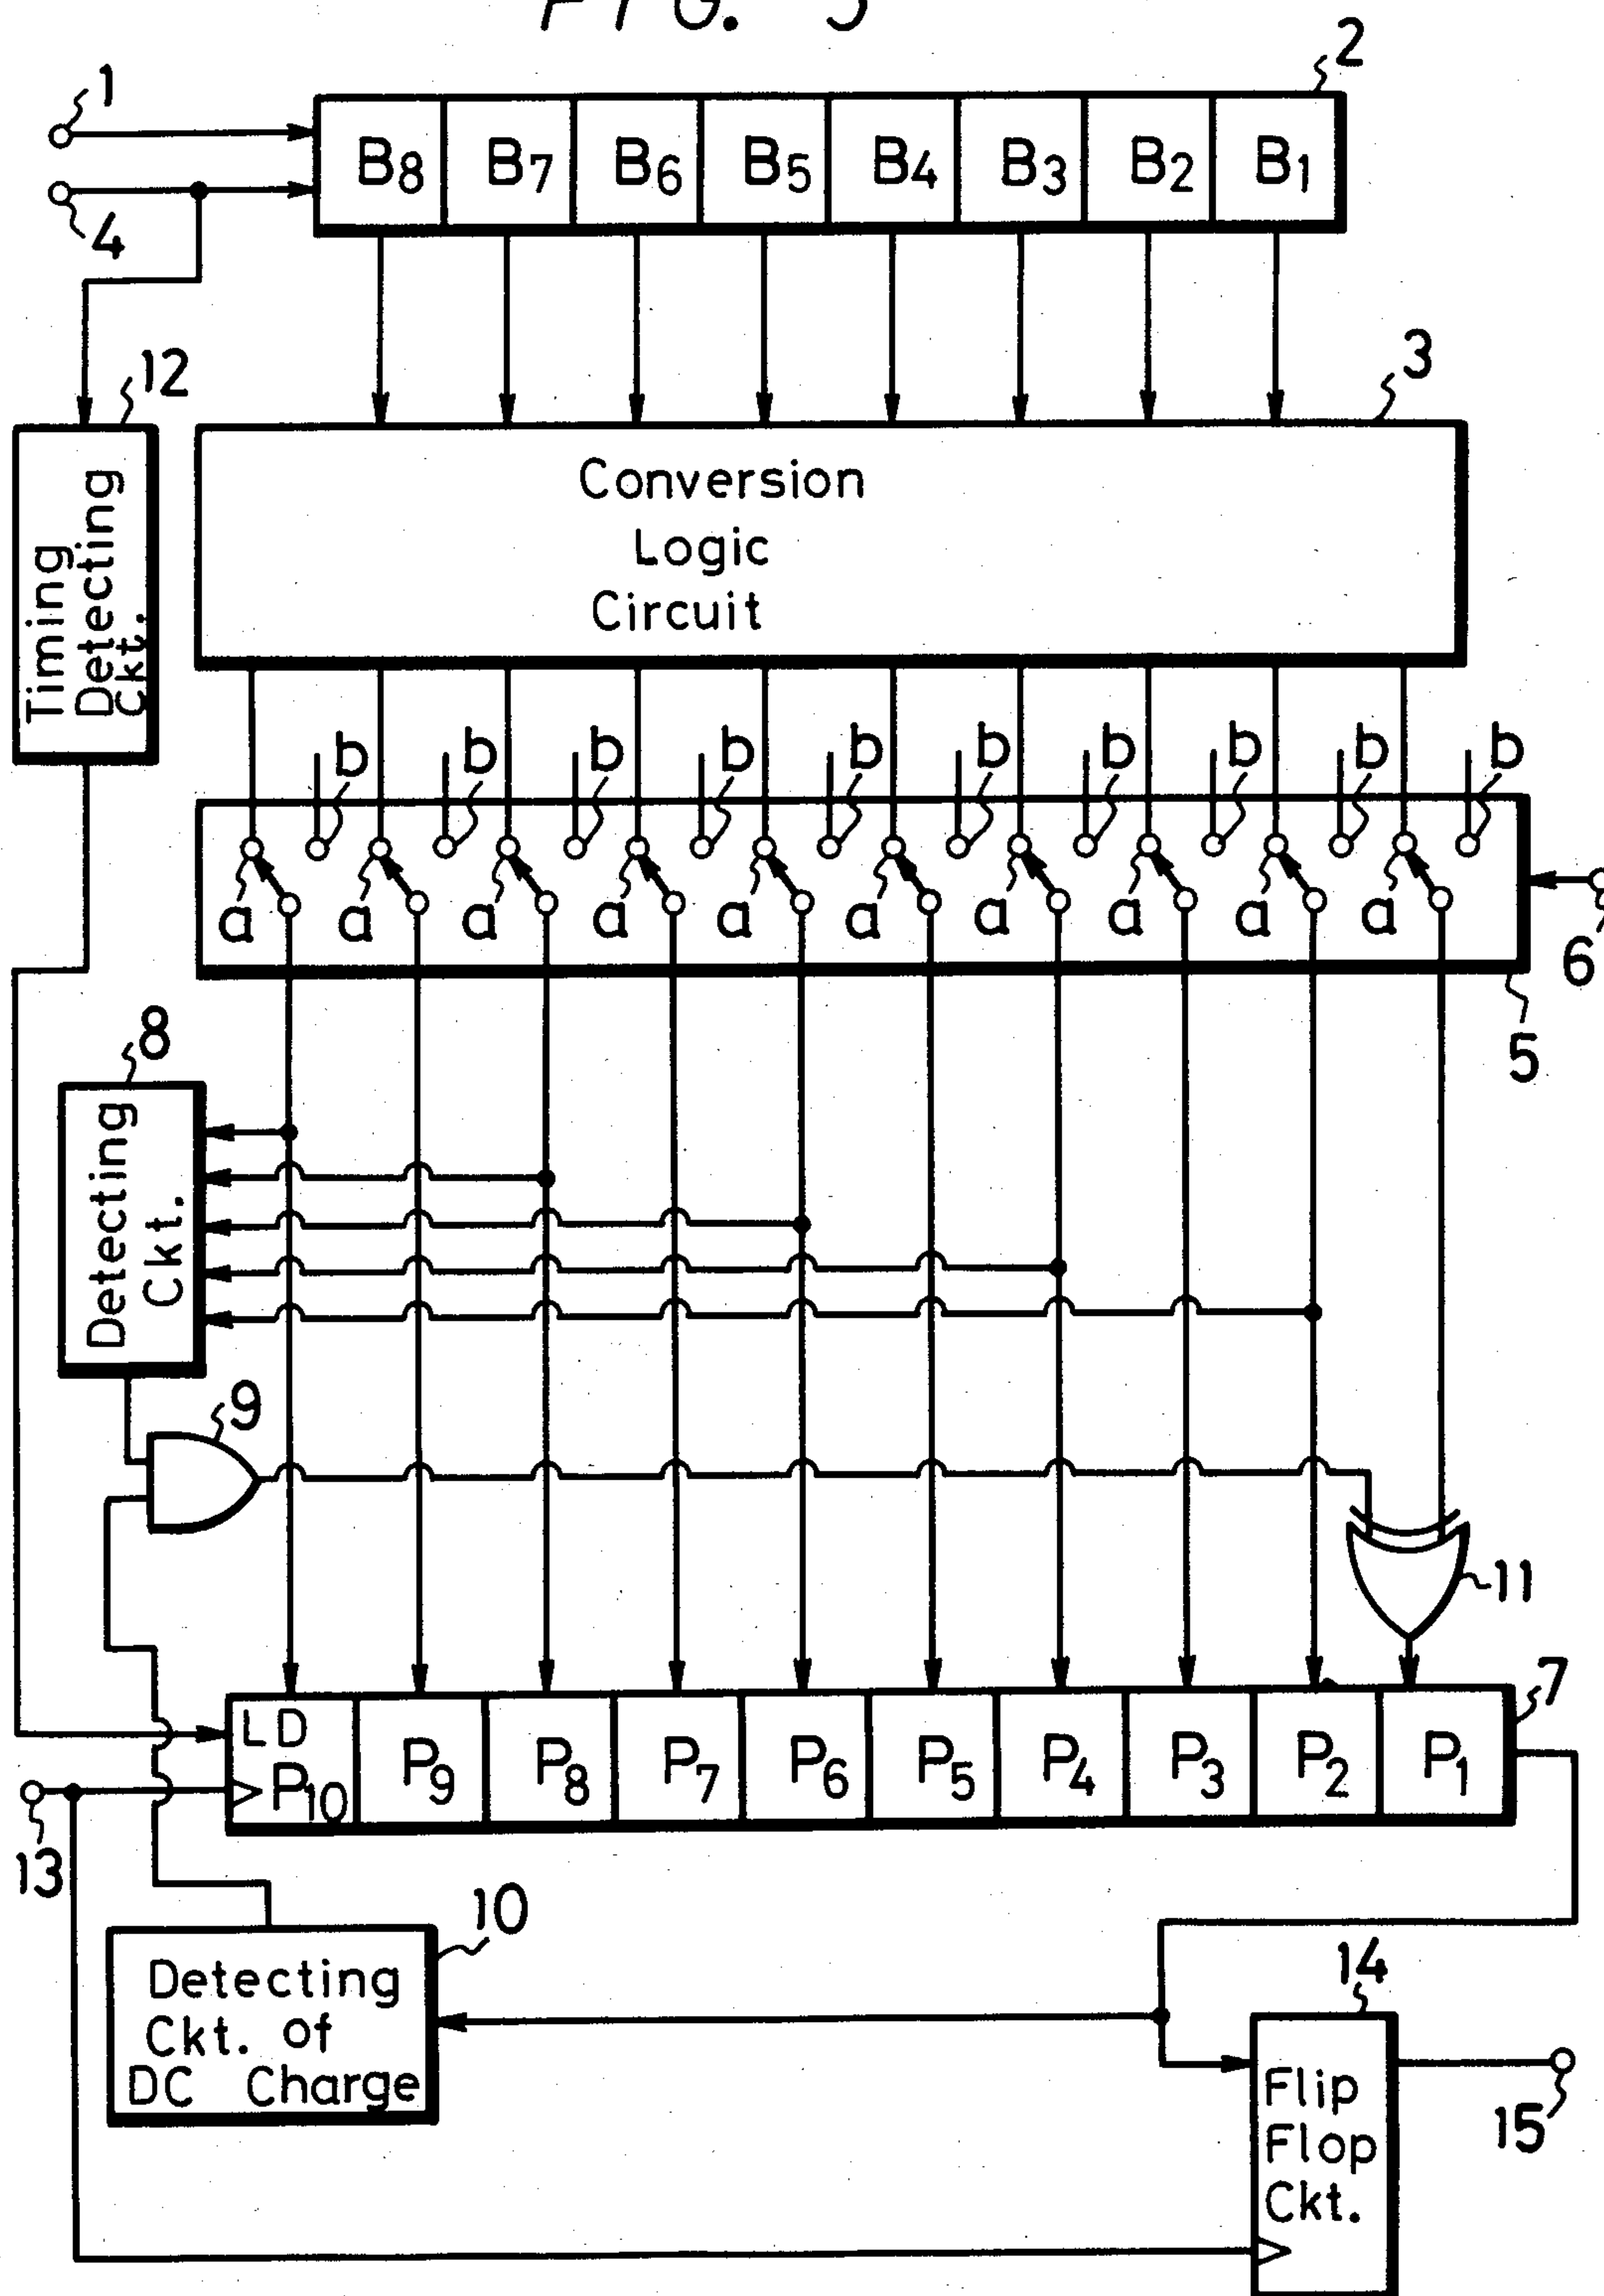 FIG. 5
1
2
4
B8 B7 B6 B5 B4 B3 B2 B1
12
3
Timing
Detecting
Ckt.
Conversion
Logic
Circuit
b b b b b b b b b b
a a a a a a a a a a
6
5
8
Detecting
Ckt.
9
11
7
LD
P10 P9 P8 P7 P6 P5 P4 P3 P2 P1
13
10
Detecting
Ckt. of
DC Charge
14
Flip
Flop
Ckt.
15